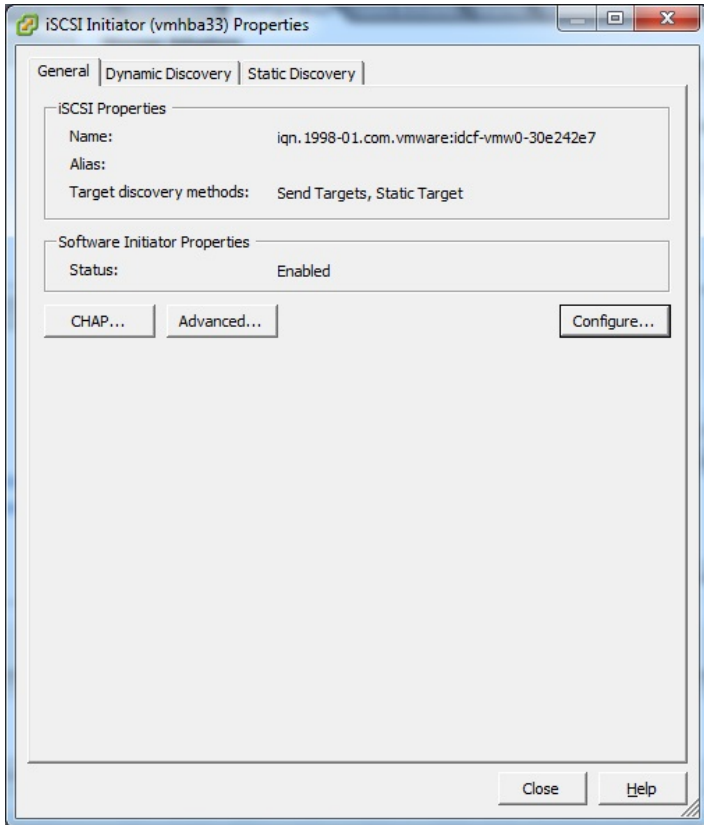 iSCSI Initiator (vmhba33) Properties
General Dynamic Discovery Static Discovery
iSCSI Properties
Name: iqn.1998-01.com.vmware:idcf-vmw0-30e242e7
Alias:
Target discovery methods: Send Targets, Static Target
Software Initiator Properties
Status: Enabled
CHAP... Advanced... Configure...
Close Help